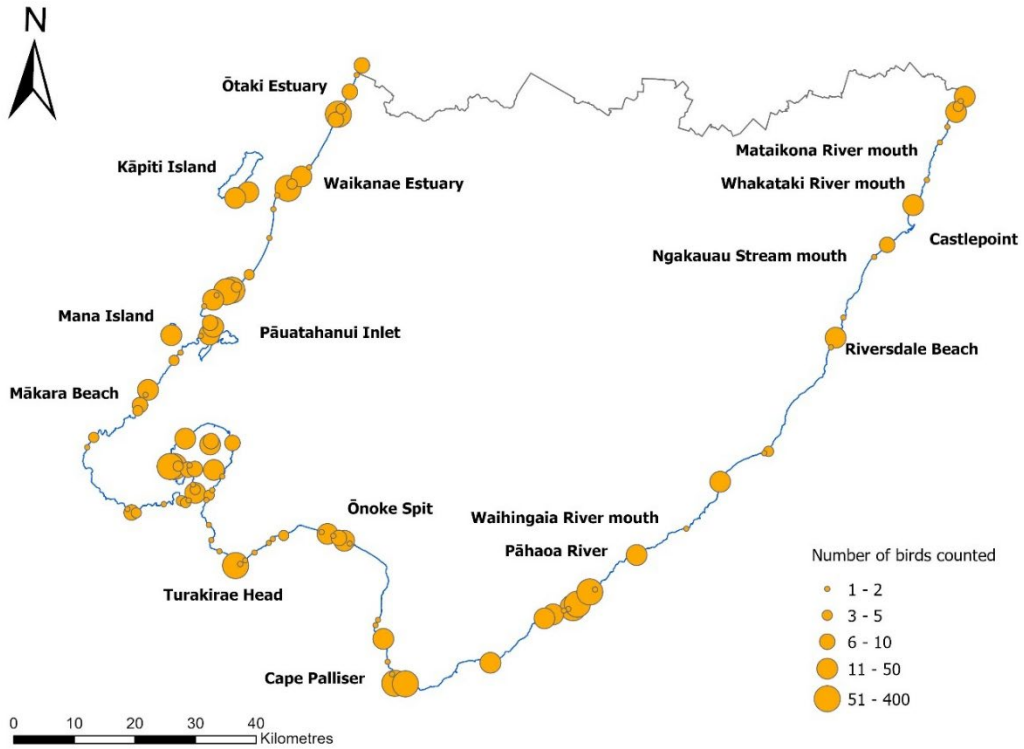 N
Ōtaki Estuary
Kāpiti Island
Waikanae Estuary
Mataikona River mouth
Whakataki River mouth
Castlepoint
Ngakauau Stream mouth
Mana Island
Pāuatahanui Inlet
Riversdale Beach
Mākara Beach
Ōnoke Spit
Waihingaia River mouth
Pāhaoa River
Turakirae Head
Cape Palliser
Number of birds counted
1 - 2
3 - 5
6 - 10
11 - 50
51 - 400
0 10 20 30 40
Kilometres